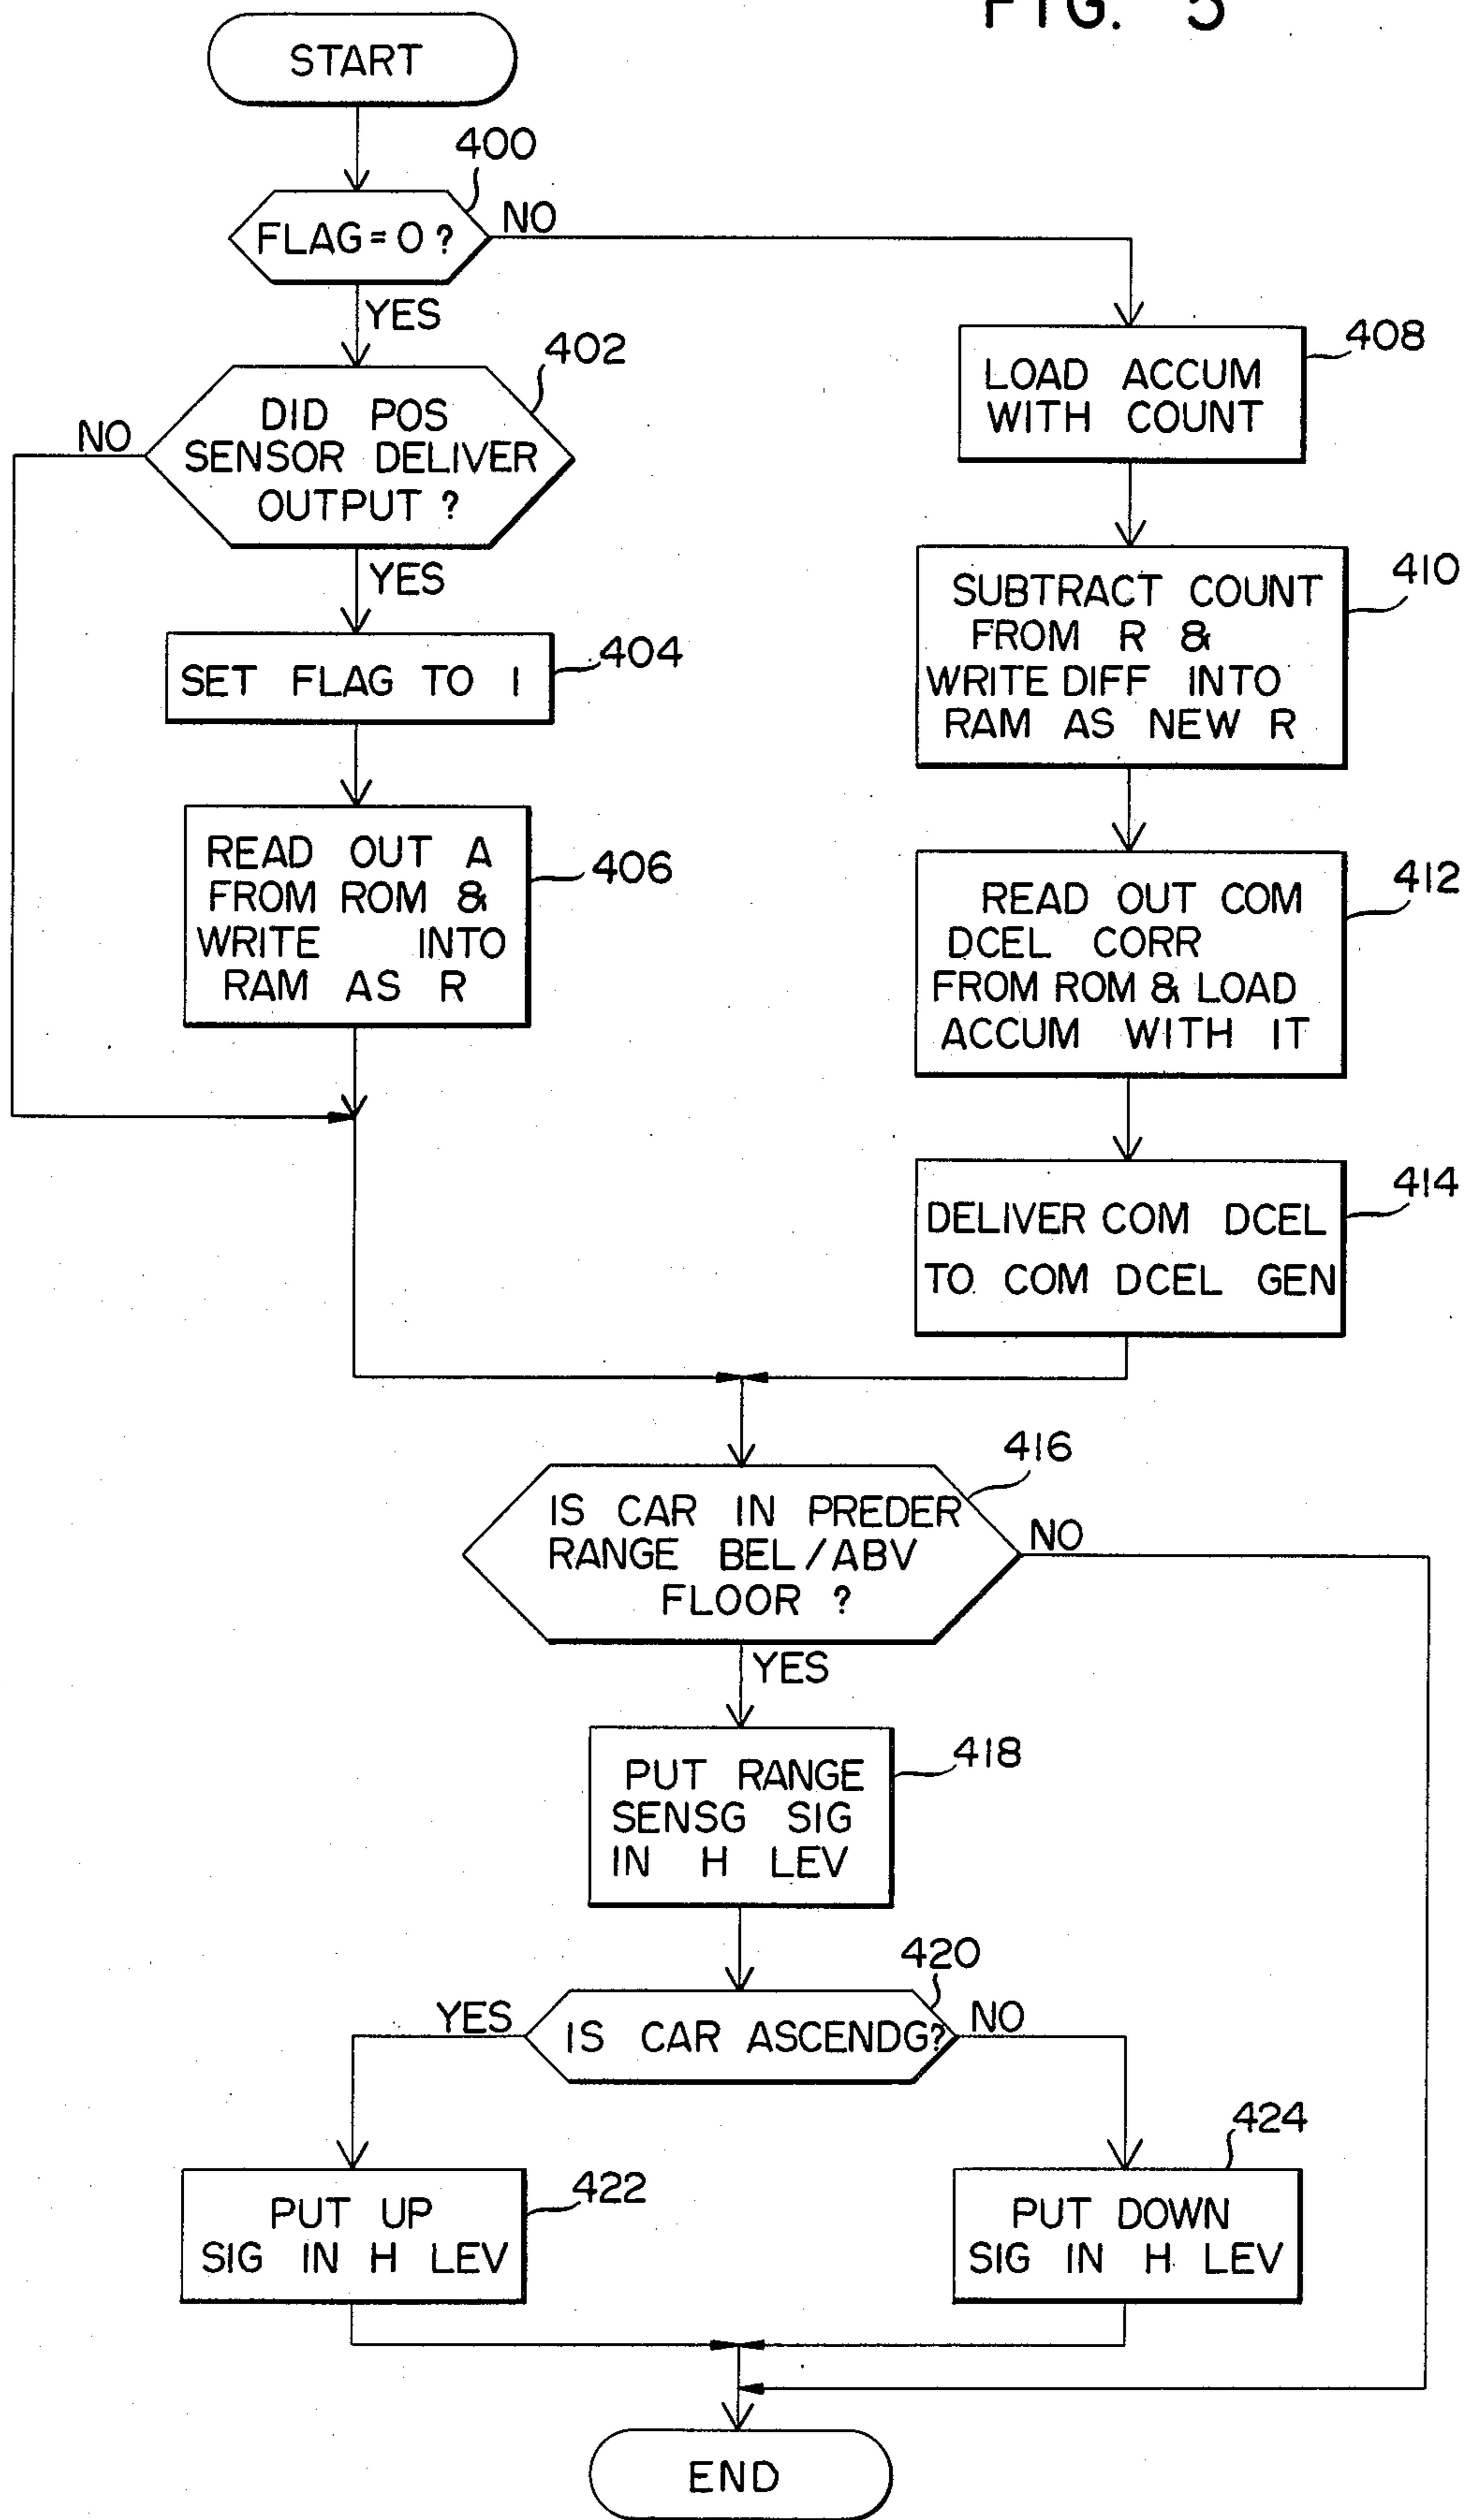 FIG. 5
START
400
FLAG=0?
NO
YES
402
DID POS
SENSOR DELIVER
OUTPUT ?
NO
YES
SET FLAG TO 1
404
READ OUT A
FROM ROM &
WRITE INTO
RAM AS R
406
LOAD ACCUM
WITH COUNT
408
SUBTRACT COUNT
FROM R &
WRITE DIFF INTO
RAM AS NEW R
410
READ OUT COM
DCEL CORR
FROM ROM & LOAD
ACCUM WITH IT
412
DELIVER COM DCEL
TO COM DCEL GEN
414
416
IS CAR IN PREDER
RANGE BEL/ABV
FLOOR ?
NO
YES
PUT RANGE
SENSG SIG
IN H LEV
418
420
YES
IS CAR ASCENDG?
NO
PUT UP
SIG IN H LEV
422
424
PUT DOWN
SIG IN H LEV
END